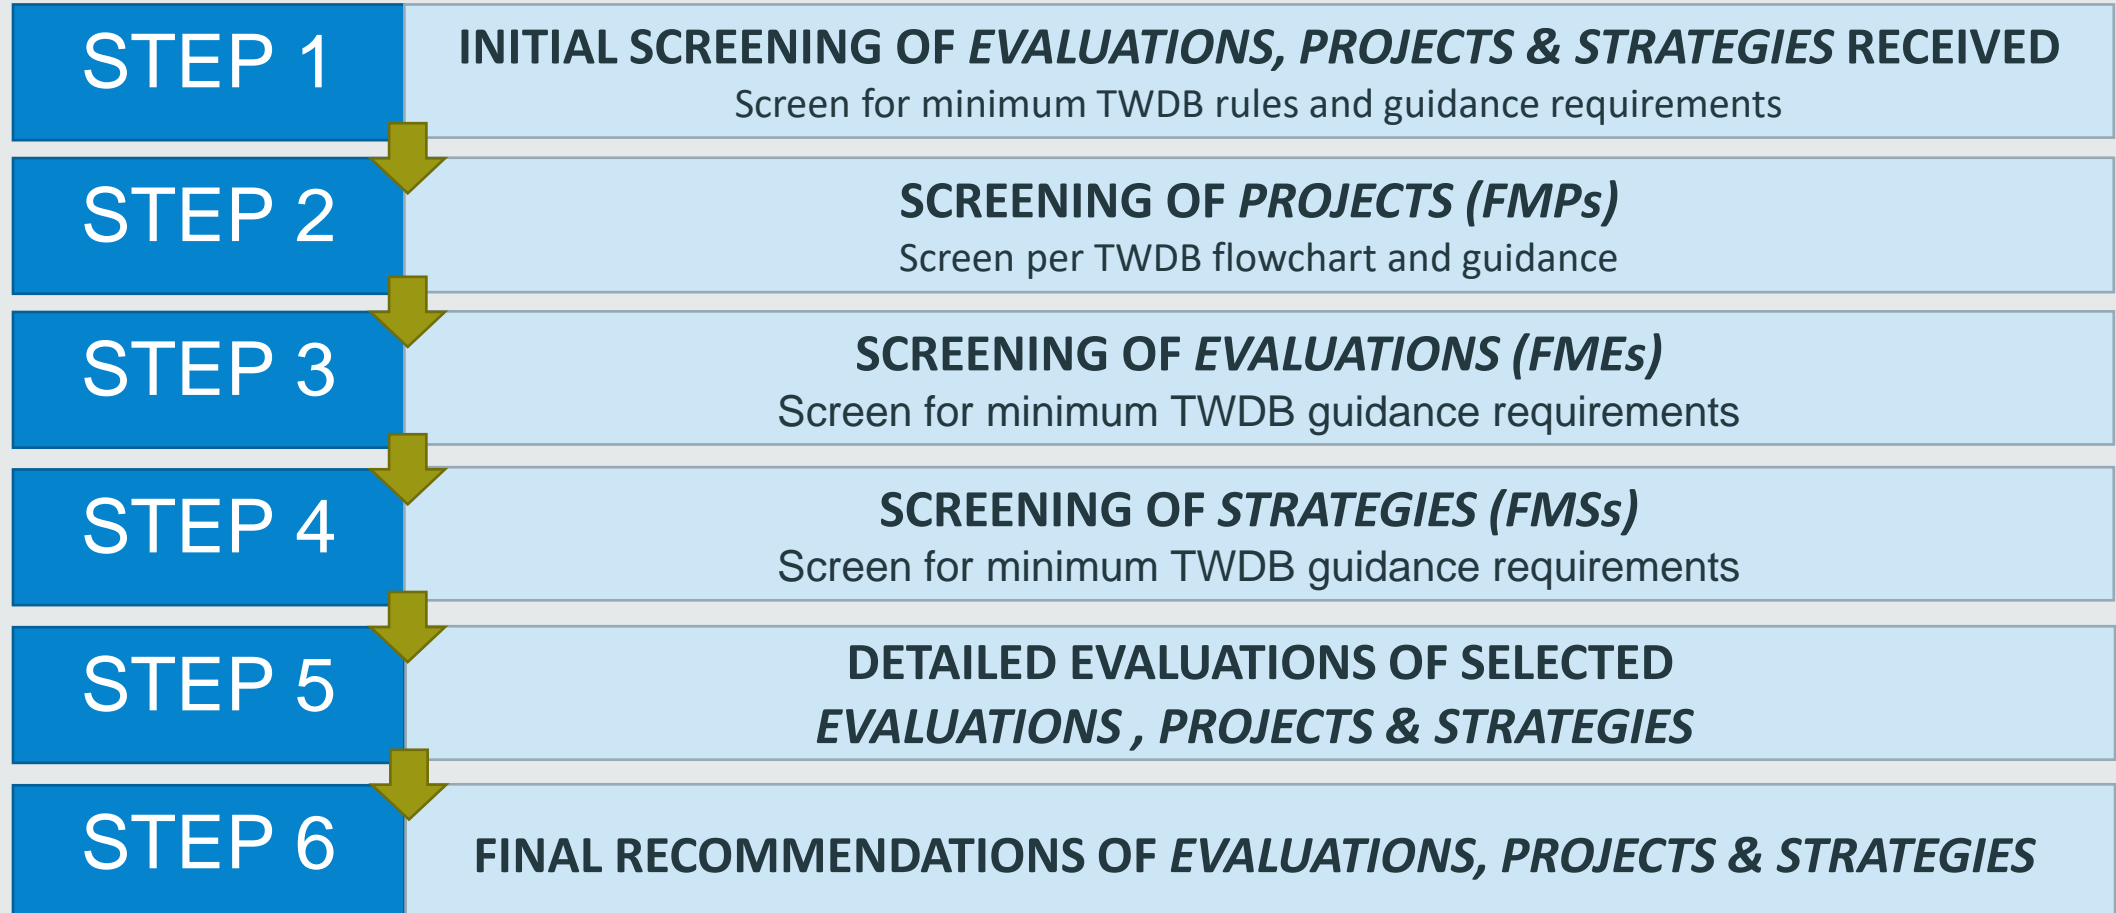 STEP 1
INITIAL SCREENING OF EVALUATIONS, PROJECTS & STRATEGIES RECEIVED
Screen for minimum TWDB rules and guidance requirements
STEP 2
SCREENING OF PROJECTS (FMPs)
Screen per TWDB flowchart and guidance
STEP 3
SCREENING OF EVALUATIONS (FMEs)
Screen for minimum TWDB guidance requirements
STEP 4
SCREENING OF STRATEGIES (FMSs)
Screen for minimum TWDB guidance requirements
STEP 5
DETAILED EVALUATIONS OF SELECTED
EVALUATIONS , PROJECTS & STRATEGIES
STEP 6
FINAL RECOMMENDATIONS OF EVALUATIONS, PROJECTS & STRATEGIES